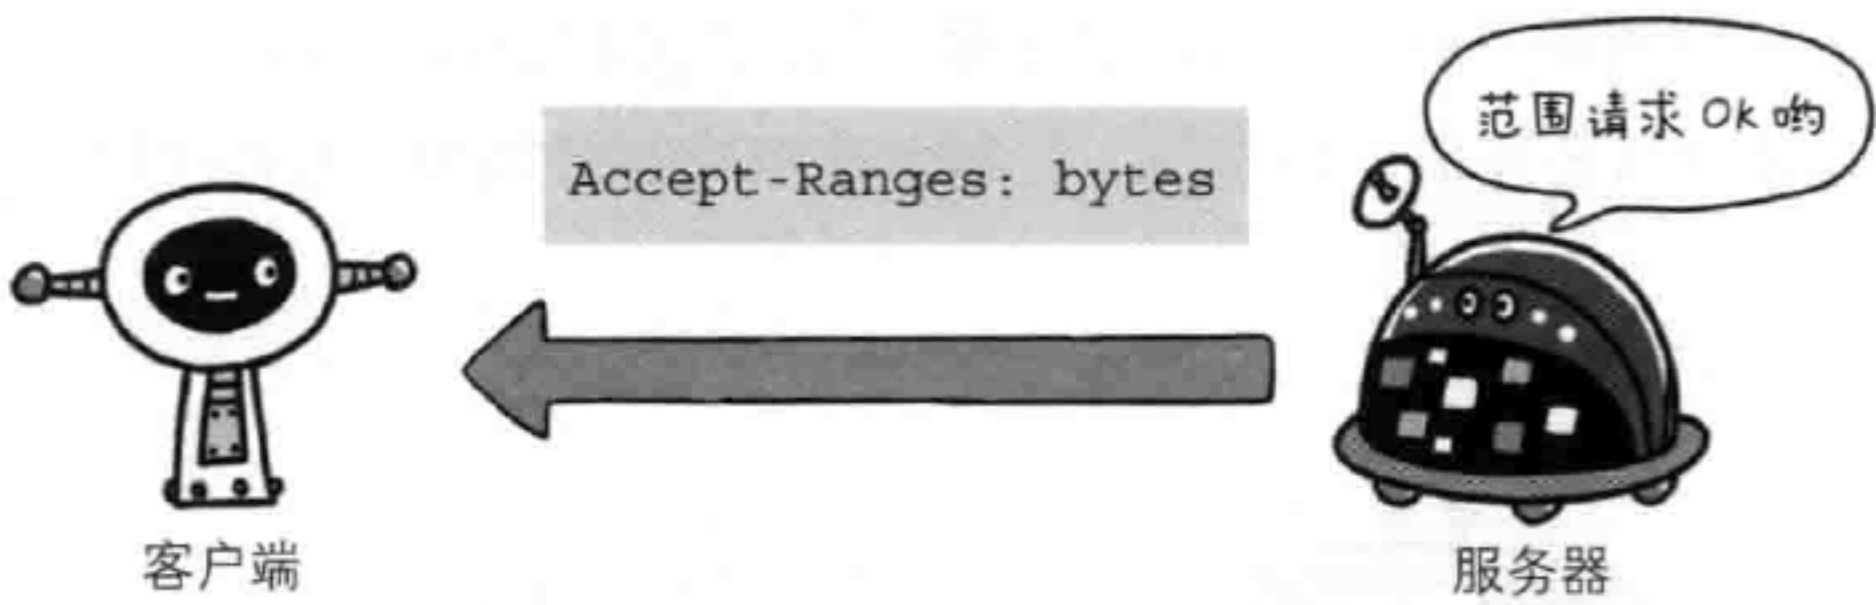 范围请求 Ok 哟
Accept-Ranges: bytes
客户端
服务器